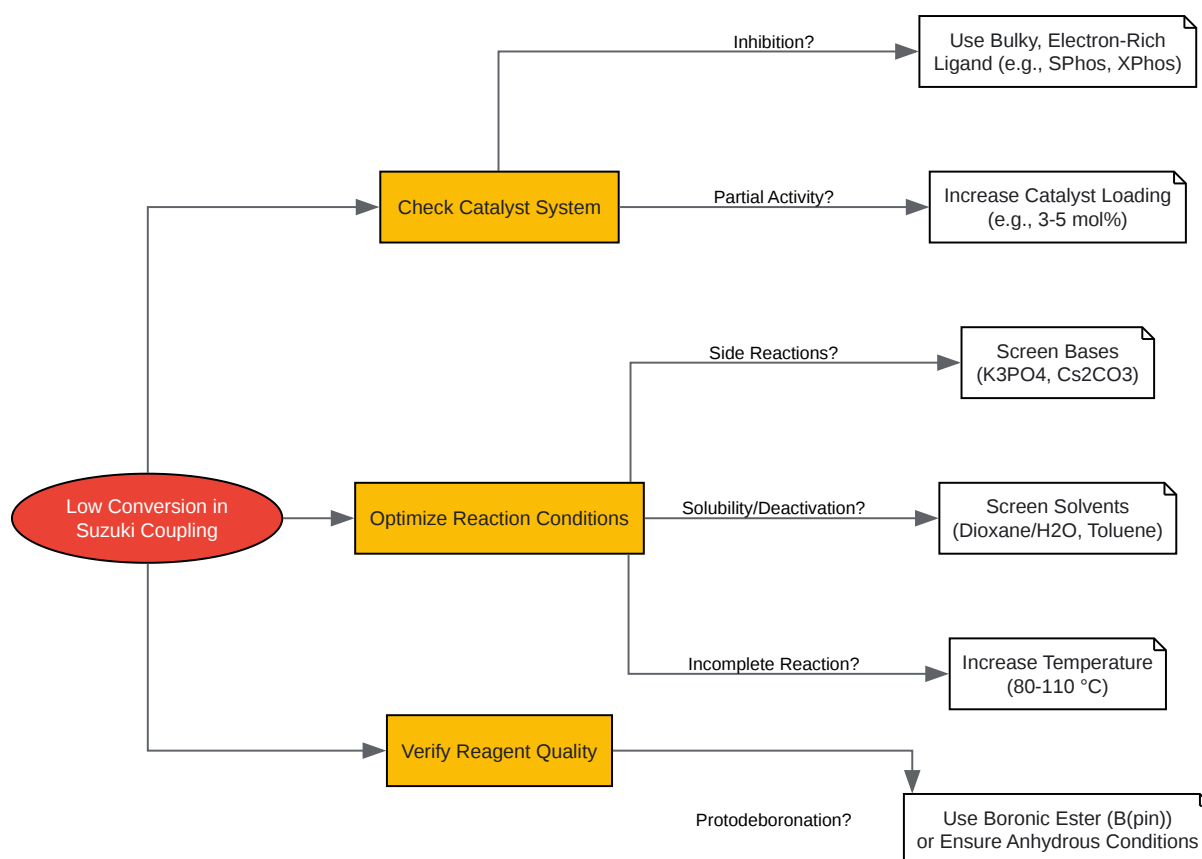 Inhibition?
Use Bulky, Electron-Rich
Ligand (e.g., SPhos, XPhos)
Check Catalyst System
Partial Activity?
Increase Catalyst Loading
(e.g., 3-5 mol%)
Side Reactions?
Screen Bases
(K3PO4, Cs2CO3)
Low Conversion in
Suzuki Coupling
Optimize Reaction Conditions
Solubility/Deactivation?
Screen Solvents
(Dioxane/H2O, Toluene)
Incomplete Reaction?
Increase Temperature
(80-110 °C)
Verify Reagent Quality
Protodeboronation?
Use Boronic Ester (B(pin))
or Ensure Anhydrous Conditions